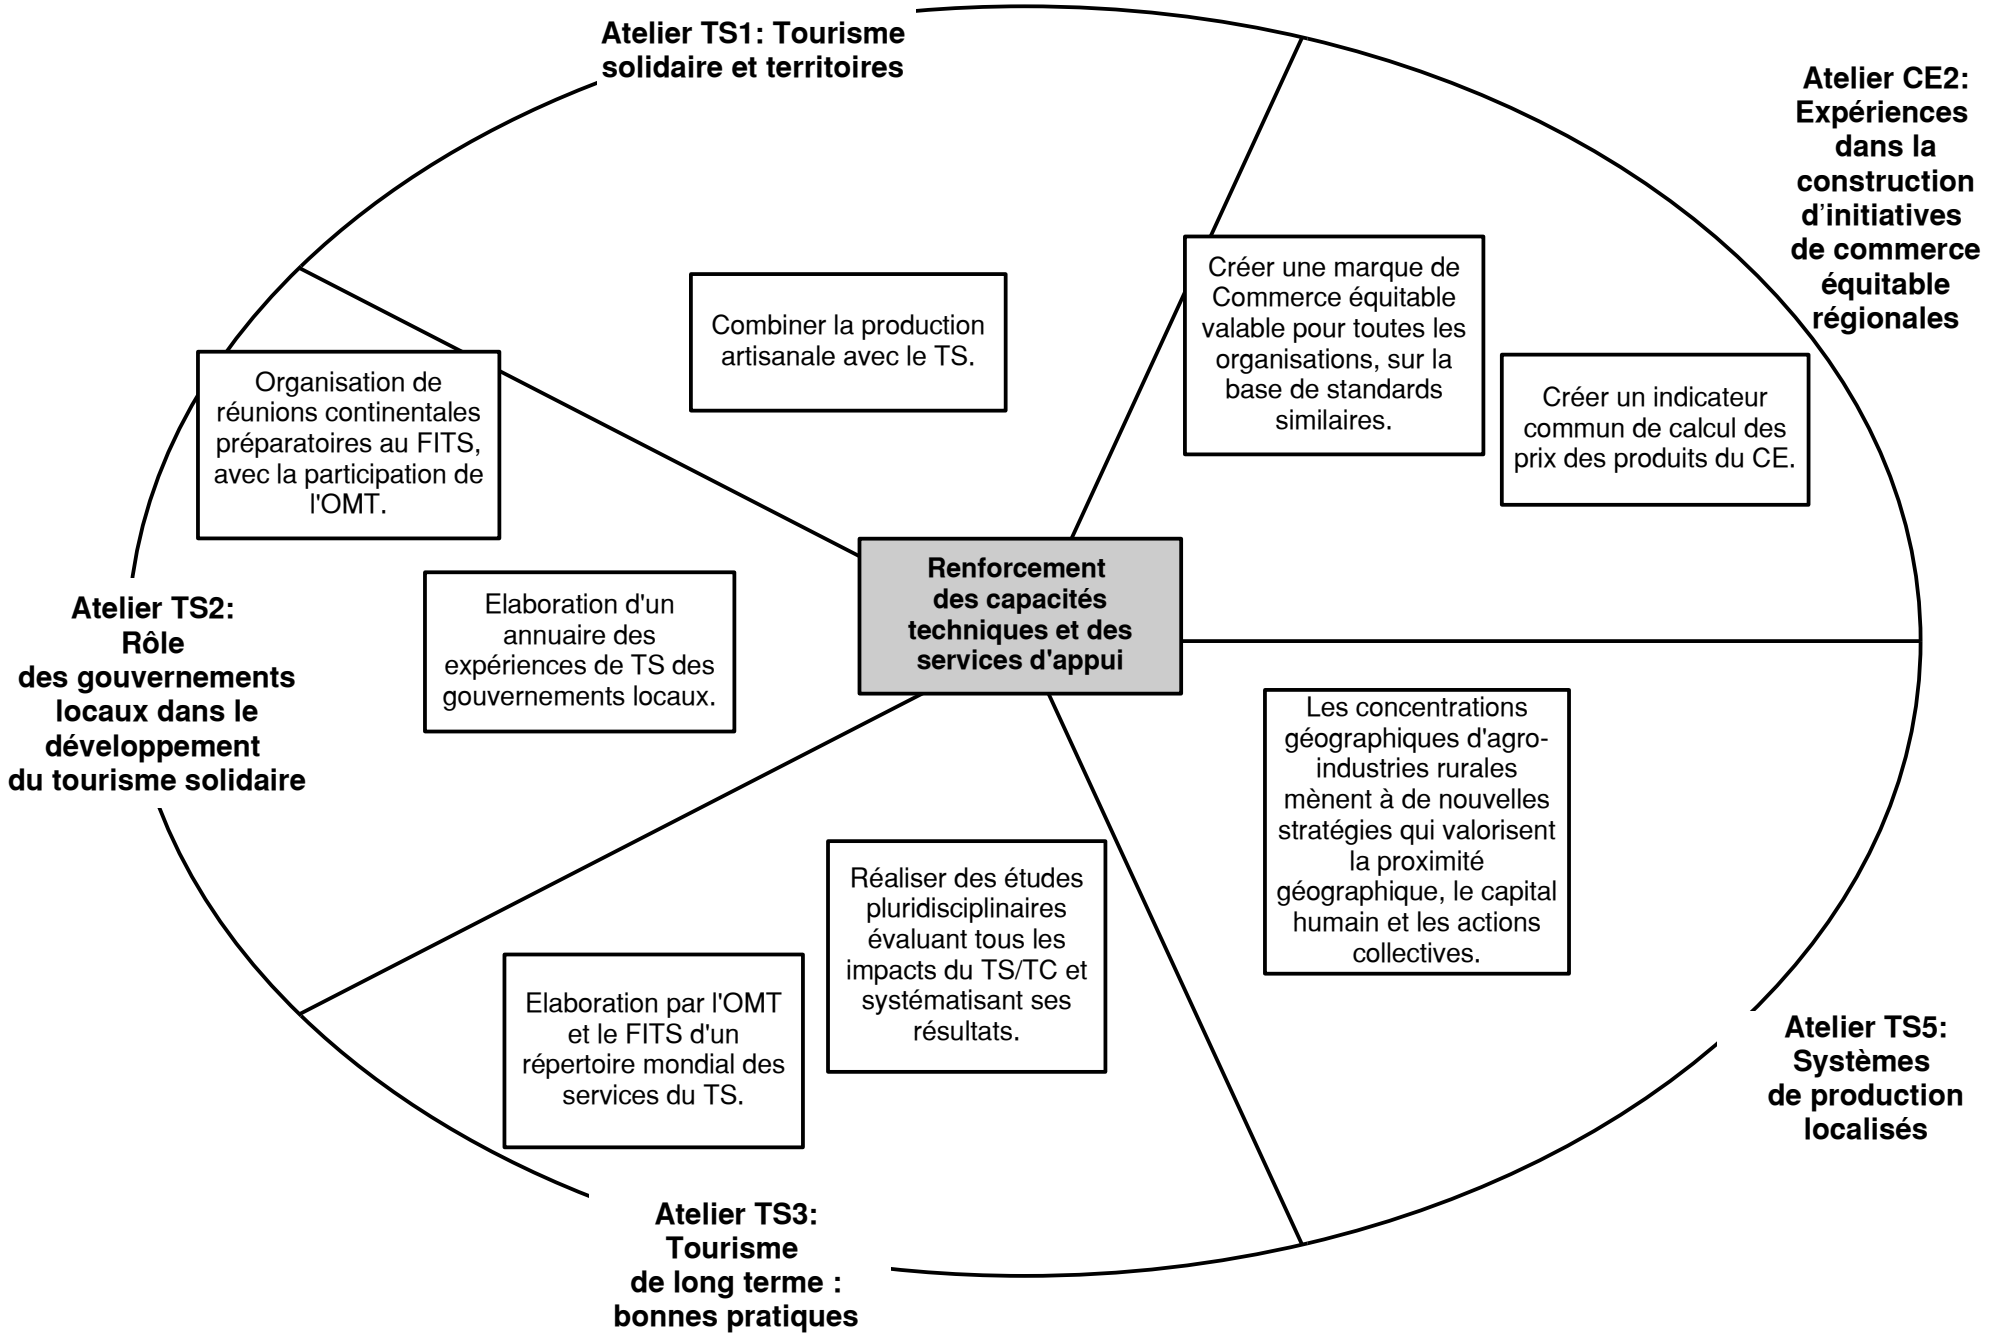 Atelier TS1: Tourisme
solidaire et territoires
Atelier CE2:
Expériences
dans la
construction
d’initiatives
de commerce
équitable
régionales
Créer une marque de
Commerce équitable
valable pour toutes les
organisations, sur la
base de standards
similaires.
Combiner la production
artisanale avec le TS.
Créer un indicateur
commun de calcul des
prix des produits du CE.
Organisation de
réunions continentales
préparatoires au FITS,
avec la participation de
l'OMT.
Renforcement
des capacités
techniques et des
services d'appui
Elaboration d'un
annuaire des
expériences de TS des
gouvernements locaux.
Atelier TS2:
Rôle
des gouvernements
locaux dans le
développement
du tourisme solidaire
Les concentrations
géographiques d'agro-
industries rurales
mènent à de nouvelles
stratégies qui valorisent
la proximité
géographique, le capital
humain et les actions
collectives.
Réaliser des études
pluridisciplinaires
évaluant tous les
impacts du TS/TC et
systématisant ses
résultats.
Elaboration par l'OMT
et le FITS d'un
répertoire mondial des
services du TS.
Atelier TS5:
Systèmes
de production
localisés
Atelier TS3:
Tourisme
de long terme :
bonnes pratiques